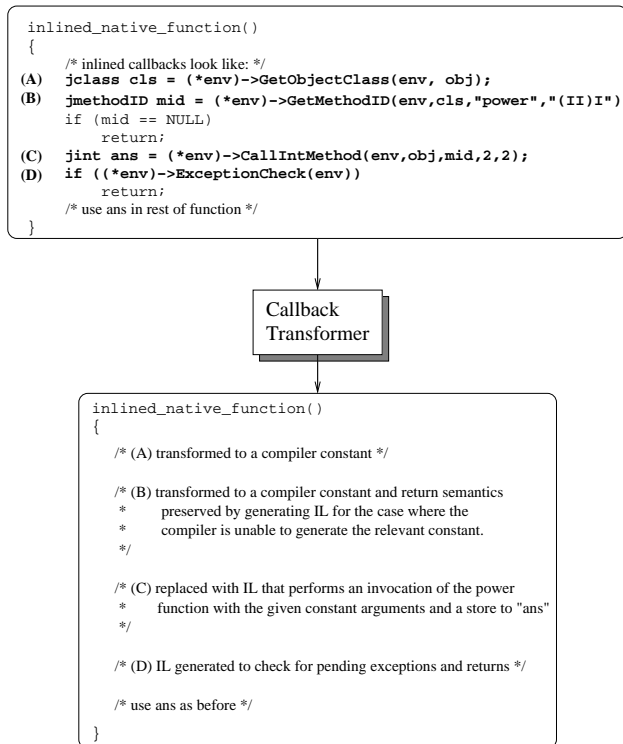 inlined_native_function()
{
/* inlined callbacks look like: */
(A) jclass cls = (*env)->GetObjectClass(env, obj);
(B) jmethodID mid = (*env)->GetMethodID(env,cls,"power","(II)I")
if (mid == NULL)
return;
(C) jint ans = (*env)->CallIntMethod(env,obj,mid,2,2);
(D) if ((*env)->ExceptionCheck(env))
return;
/* use ans in rest of function */
}
Callback
Transformer
inlined_native_function()
{
/* (A) transformed to a compiler constant */
/* (B) transformed to a compiler constant and return semantics
* preserved by generating IL for the case where the
* compiler is unable to generate the relevant constant.
*/
/* (C) replaced with IL that performs an invocation of the power
* function with the given constant arguments and a store to "ans"
*/
/* (D) IL generated to check for pending exceptions and returns */
/* use ans as before */
}